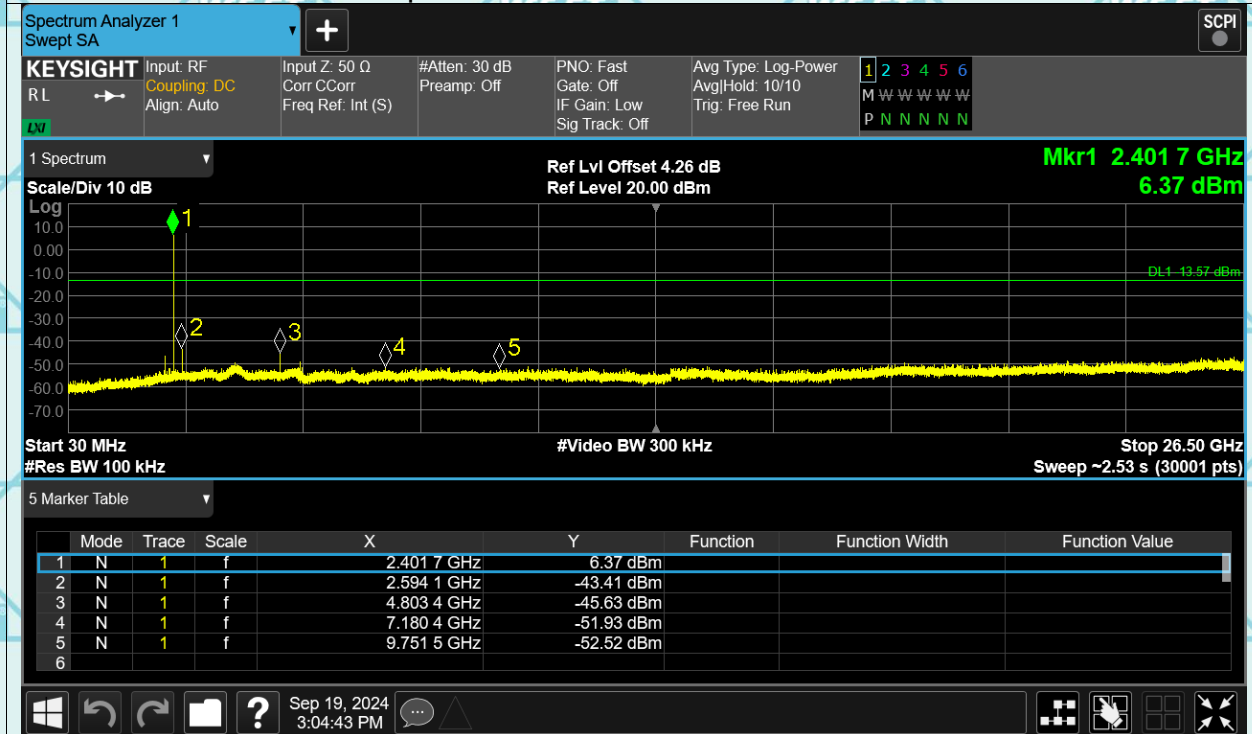 Spectrum Analyzer 1
Swept SA
+
SCPI
KEYSIGHT
R L
LXI
Input: RF
Coupling: DC
Align: Auto
Input Z: 50 Ω
Corr CCorr
Freq Ref: Int (S)
#Atten: 30 dB
Preamp: Off
PNO: Fast
Gate: Off
IF Gain: Low
Sig Track: Off
Avg Type: Log-Power
Avg|Hold: 10/10
Trig: Free Run
1 2 3 4 5 6
M W W W W W
P N N N N N
1 Spectrum
Scale/Div 10 dB
Ref Lvl Offset 4.26 dB
Ref Level 20.00 dBm
Mkr1 2.401 7 GHz
6.37 dBm
Log
10.0
0.00
-10.0
-20.0
-30.0
-40.0
-50.0
-60.0
-70.0
1
2
3
4
5
DL1 -13.57 dBm
Start 30 MHz
#Res BW 100 kHz
#Video BW 300 kHz
Stop 26.50 GHz
Sweep ~2.53 s (30001 pts)
5 Marker Table
Mode Trace Scale X Y Function Function Width Function Value
1 N 1 f 2.401 7 GHz 6.37 dBm
2 N 1 f 2.594 1 GHz -43.41 dBm
3 N 1 f 4.803 4 GHz -45.63 dBm
4 N 1 f 7.180 4 GHz -51.93 dBm
5 N 1 f 9.751 5 GHz -52.52 dBm
6
?
Sep 19, 2024
3:04:43 PM